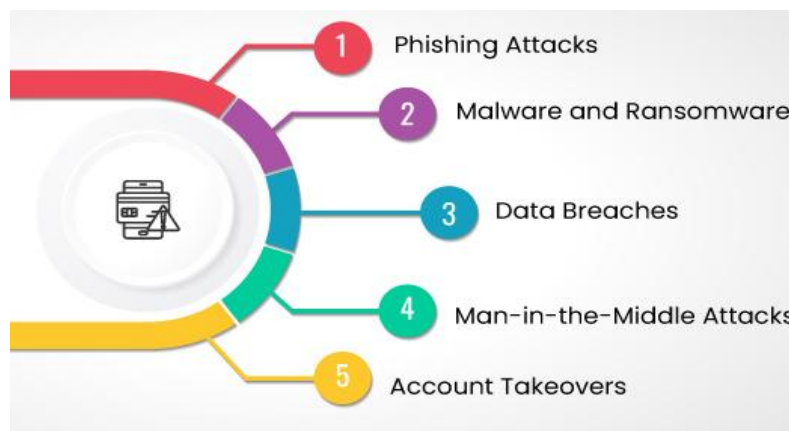 1 Phishing Attacks
2 Malware and Ransomware
3 Data Breaches
4 Man-in-the-Middle Attacks
5 Account Takeovers